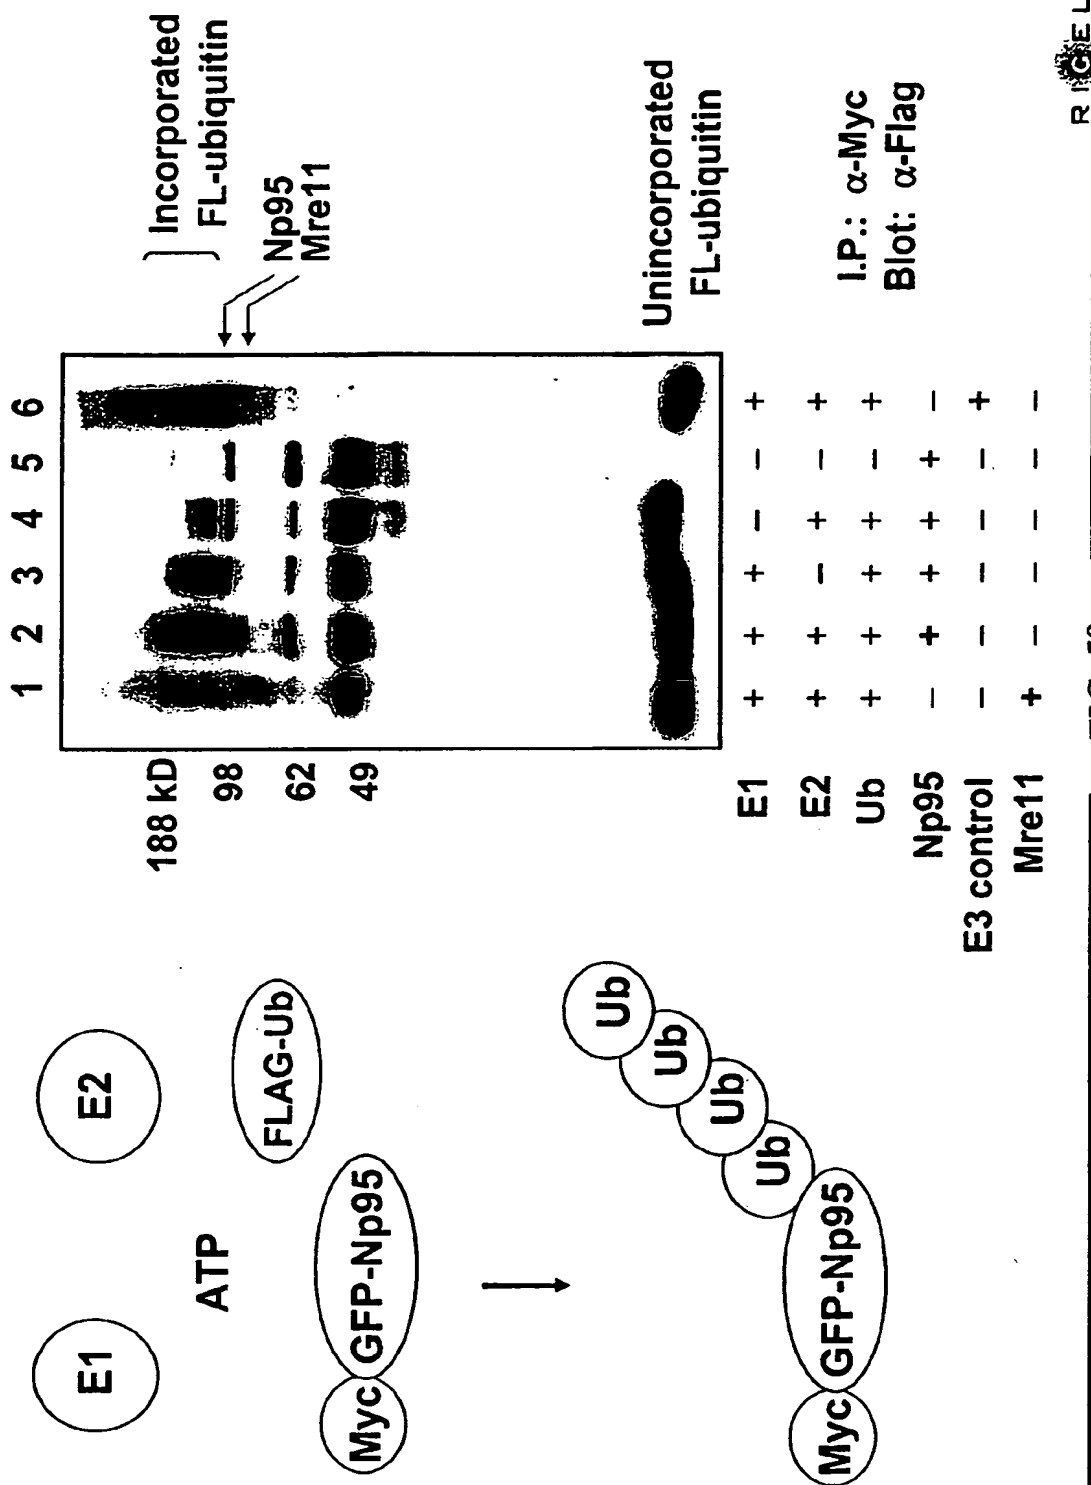 E1
E2
ATP
FLAG-Ub
Myc
GFP-Np95
Ub
Ub
Ub
Ub
Myc
GFP-Np95
1 2 3 4 5 6
188 kD
98
62
49
Incorporated
FL-ubiquitin
Np95
Mre11
Unincorporated
FL-ubiquitin
E1 + + + - - +
E2 + + - + - +
Ub + + + + - +
Np95 - + + + + -
E3 control - - - - - +
Mre11 + - - - - -
I.P.: α-Myc
Blot: α-Flag